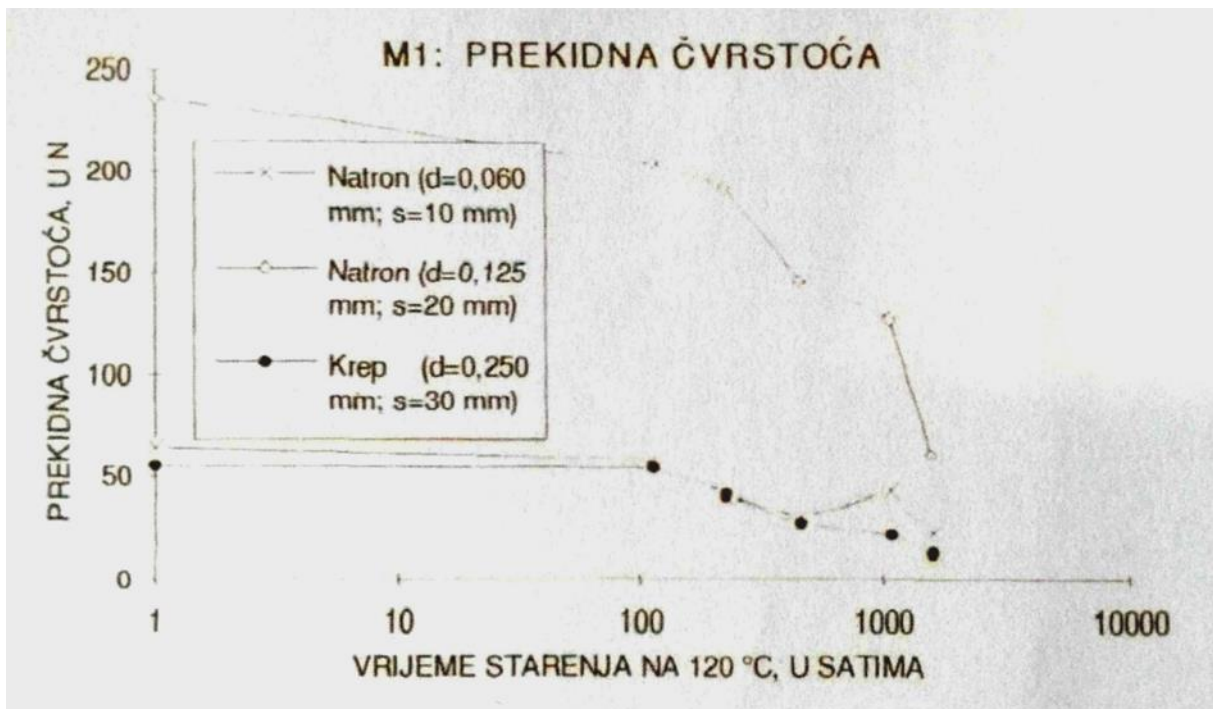 M1: PREKIDNA ČVRSTOĆA
PREKIDNA ČVRSTOĆA, U N
250
200
150
100
50
0
Natron (d=0,060
mm; s=10 mm)
Natron (d=0,125
mm; s=20 mm)
Krep (d=0,250
mm; s=30 mm)
1 10 100 1000 10000
VRIJEME STARENJA NA 120 °C, U SATIMA